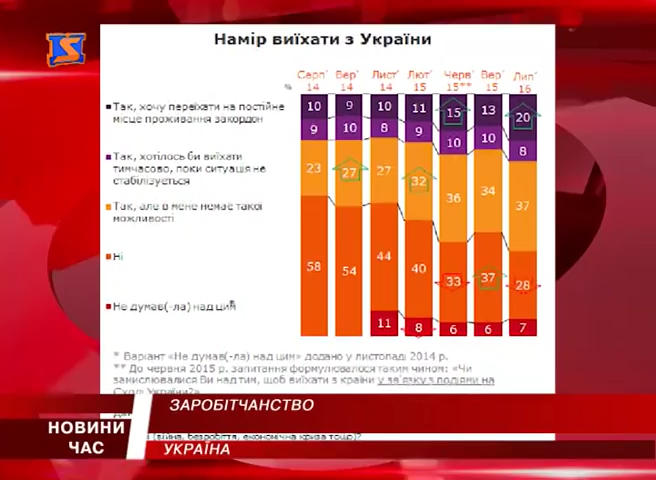 Намір виїхати з України
% Серп' 14 Вер' 14 Лист' 14 Лют' 15 Черв' 15** Вер' 15 Лип' 16
Так, хочу переїхати на постійне
місце проживання закордон
10 9 10 11 15 13 20
Так, хотілось би виїхати
тимчасово, поки ситуація не
стабілізується
9 10 8 9 10 10 8
Так, але в мене немає такої
можливості
23 27 27 32 36 34 37
Ні
58 54 44 40 33 37 28
Не думав(-ла) над цим*
11 8 6 6 7
* Варіант «Не думав(-ла) над цим» додано у листопаді 2014 р.
** До червня 2015 р. запитання формулювалося таким чином: «Чи
замислювалися Ви над тим, щоб виїхати з країни у зв'язку з подіями на
ЗАРОБІТЧАНСТВО
НОВИНИ
ЧАС
(війна, безробіття, економічна криза тощо)?
УКРАЇНА